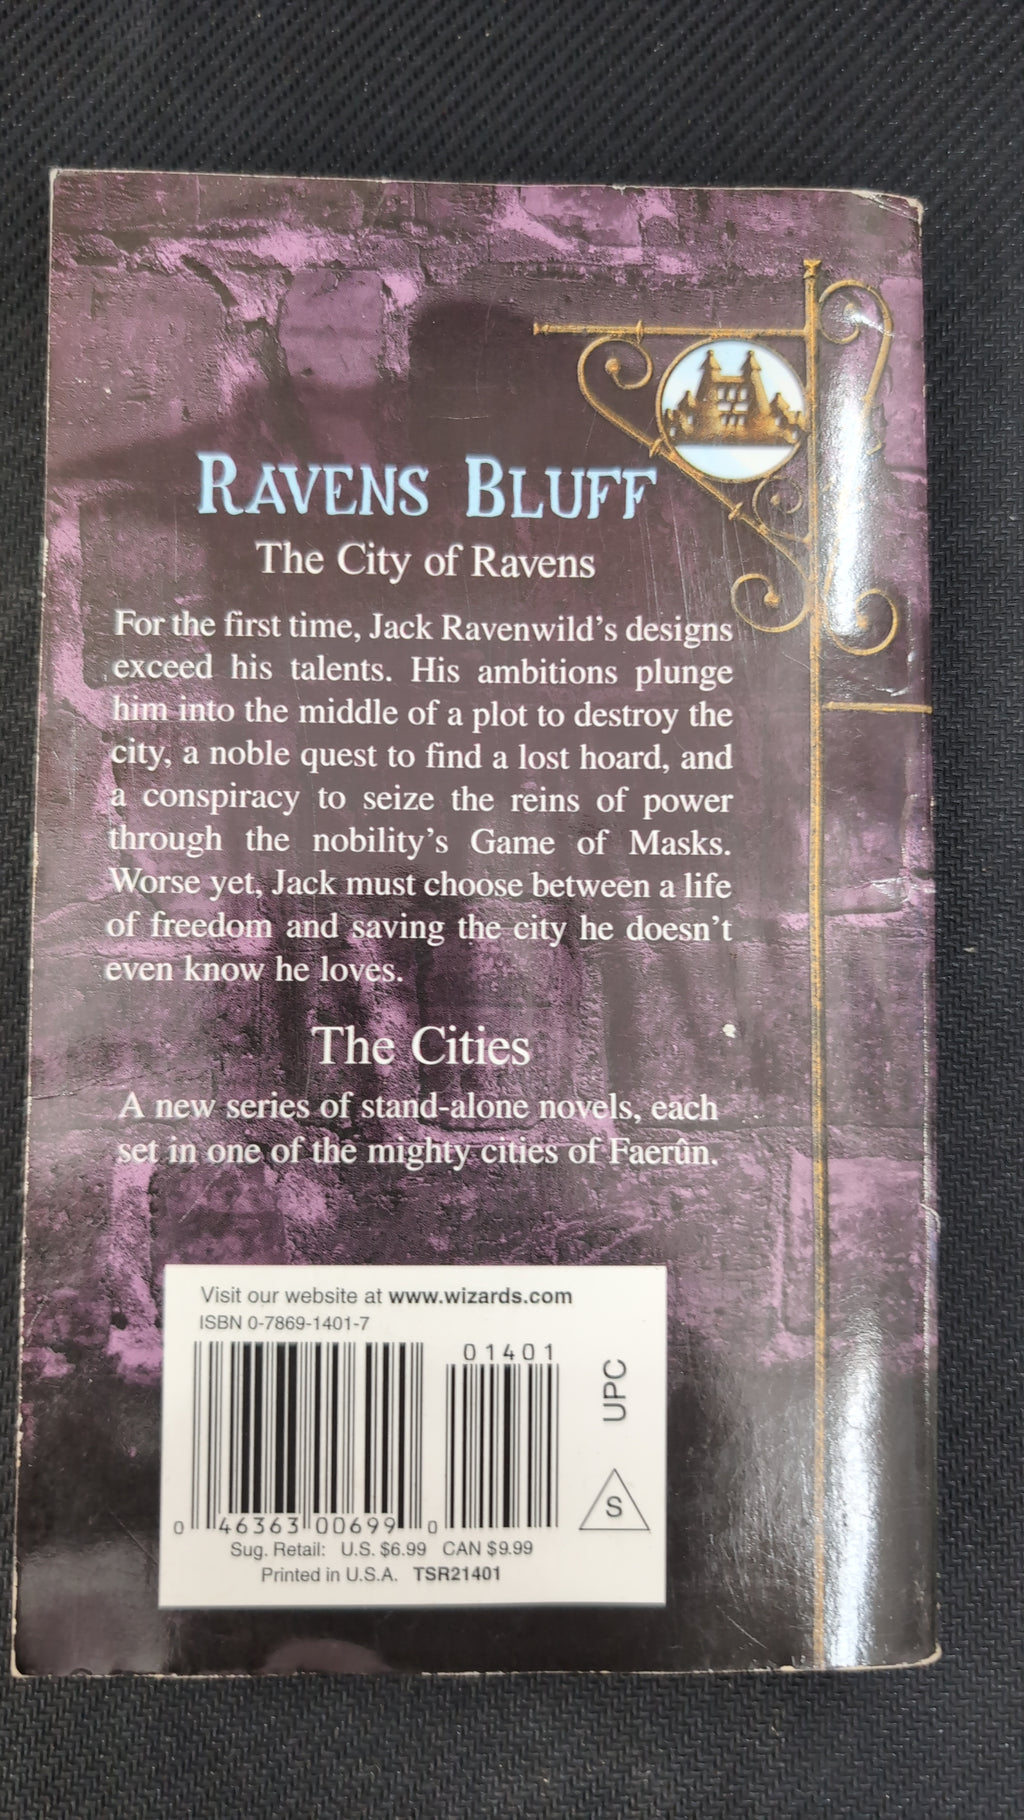 RAVENS BLUFF
The City of Ravens
For the first time, Jack Ravenwild's designs
exceed his talents. His ambitions plunge
him into the middle of a plot to destroy the
city, a noble quest to find a lost hoard, and
a conspiracy to seize the reins of power
through the nobility's Game of Masks.
Worse yet, Jack must choose between a life
of freedom and saving the city he doesn't
even know he loves.
The Cities
A new series of stand-alone novels, each
set in one of the mighty cities of Faerûn.
Visit our website at www.wizards.com
ISBN 0-7869-1401-7
01401
UPC
S
0 46363 00699 0
Sug. Retail: U.S. $6.99 CAN $9.99
Printed in U.S.A. TSR21401